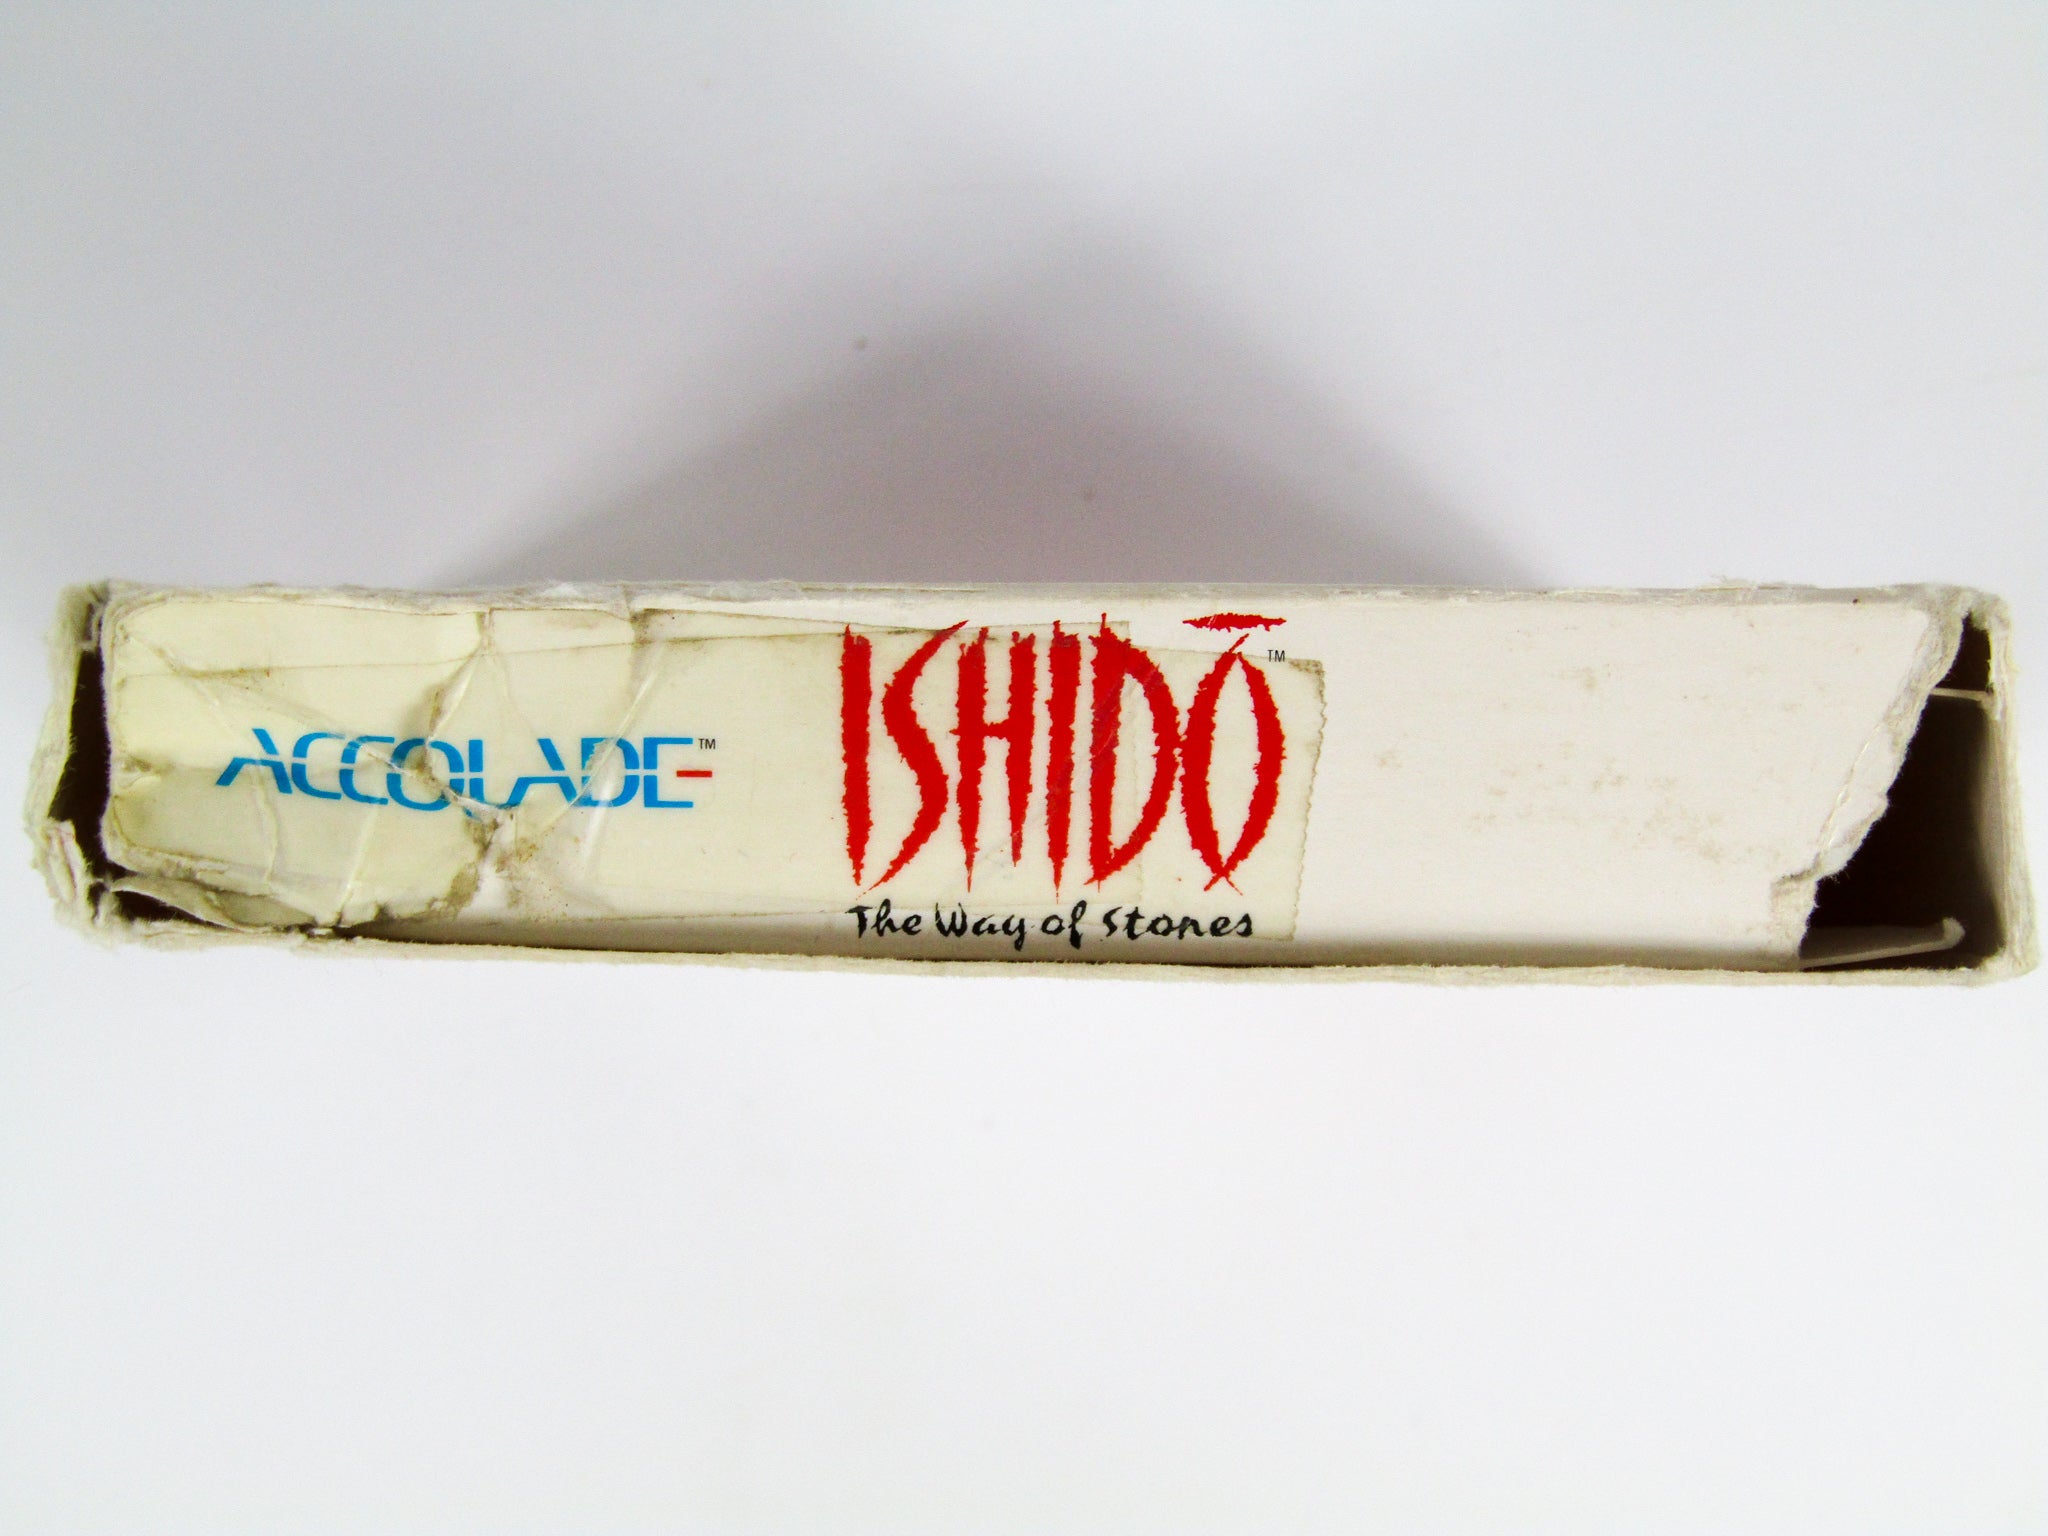 ACCOLADE™
ISHIDŌ™
The Way of Stones